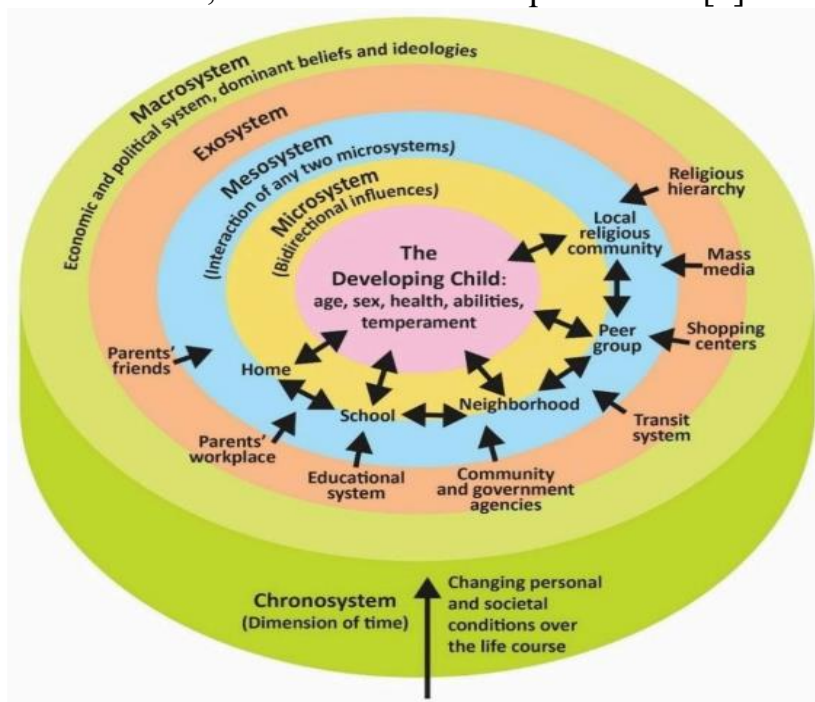 Macrosystem
Economic and political system, dominant beliefs and ideologies
Exosystem
Mesosystem
(Interaction of any two microsystems)
Microsystem
(Bidirectional influences)
The
Developing Child:
age, sex, health, abilities,
temperament
Religious
hierarchy
Local
religious
community
Mass
media
Peer
group
Shopping
centers
Parents'
friends
Home
School
Neighborhood
Transit
system
Parents'
workplace
Educational
system
Community
and government
agencies
Chronosystem
(Dimension of time)
Changing personal
and societal
conditions over
the life course